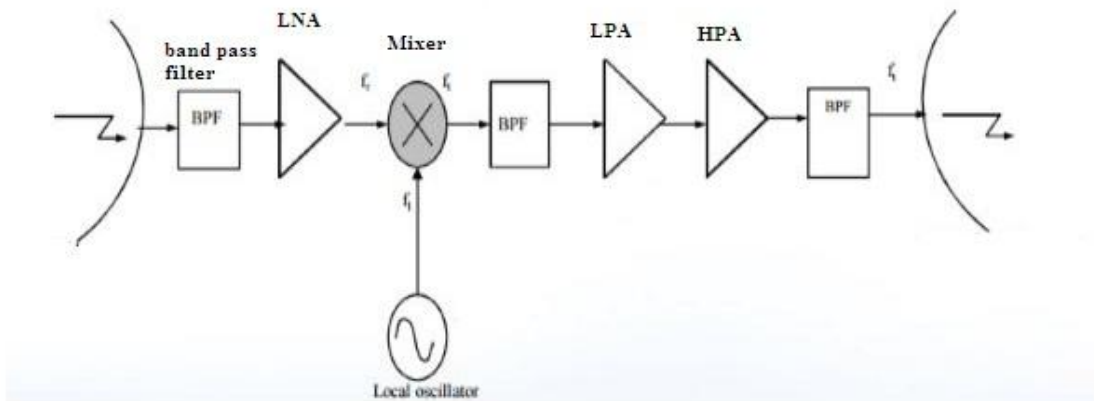 LNA
Mixer
LPA
HPA
band pass
filter
BPF
BPF
BPF
Local oscillator